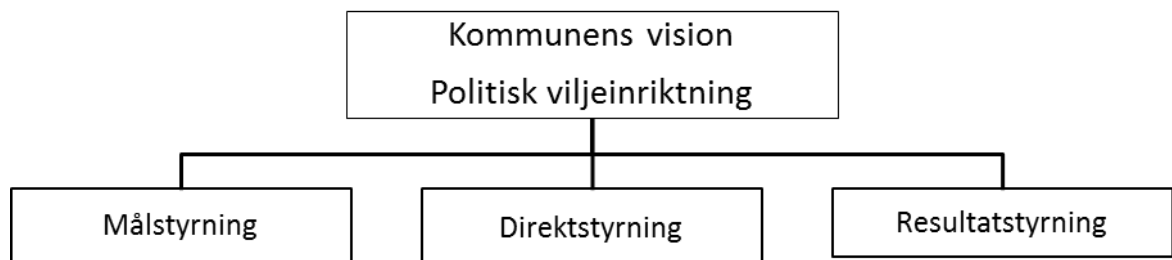 Kommunens vision
Politisk viljeinriktning
Målstyrning
Direktstyrning
Resultatstyrning